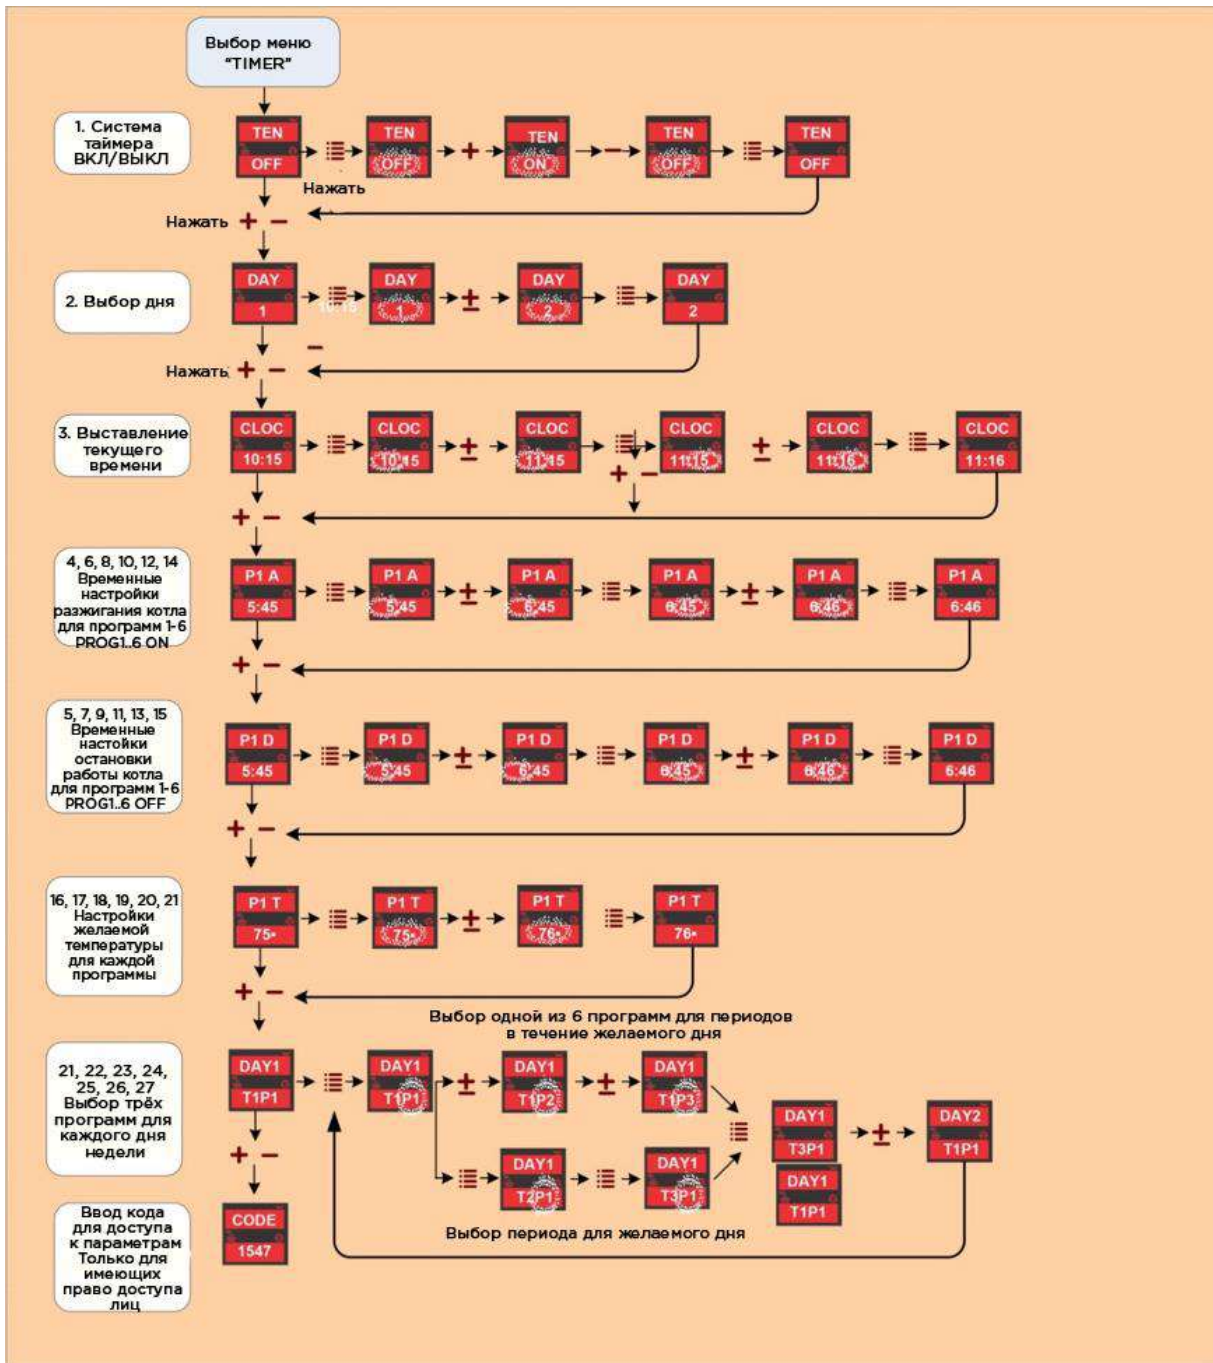 Выбор меню
“TIMER”
1. Система
таймера
ВКЛ/ВЫКЛ
TEN
OFF
TEN
OFF
+
TEN
ON
−
TEN
OFF
TEN
OFF
Нажать
Нажать + −
2. Выбор дня
DAY
1
10:15
DAY
1
±
DAY
2
DAY
2
−
Нажать + −
3. Выставление
текущего
времени
CLOC
10:15
CLOC
10:15
±
CLOC
11:15
CLOC
11:15
±
CLOC
11:16
CLOC
11:16
+ −
+ −
4, 6, 8, 10, 12, 14
Временные
настройки
разжигания котла
для программ 1-6
PROG1..6 ON
P1 A
5:45
P1 A
5:45
±
P1 A
6:45
P1 A
6:45
±
P1 A
6:46
P1 A
6:46
+ −
5, 7, 9, 11, 13, 15
Временные
настойки
остановки
работы котла
для программ 1-6
PROG1..6 OFF
P1 D
5:45
P1 D
5:45
±
P1 D
6:45
P1 D
6:45
±
P1 D
6:46
P1 D
6:46
+ −
16, 17, 18, 19, 20, 21
Настройки
желаемой
температуры
для каждой
программы
P1 T
75•
P1 T
75•
±
P1 T
76•
P1 T
76•
+ −
Выбор одной из 6 программ для периодов
в течение желаемого дня
21, 22, 23, 24,
25, 26, 27
Выбор трёх
программ для
каждого дня
недели
DAY1
T1P1
DAY1
T1P1
±
DAY1
T1P2
±
DAY1
T1P3
DAY1
T2P1
DAY1
T3P1
DAY1
T3P1
DAY1
T1P1
±
DAY2
T1P1
+ −
Выбор периода для желаемого дня
Ввод кода
для доступа
к параметрам
Только для
имеющих
право доступа
лиц
CODE
1547